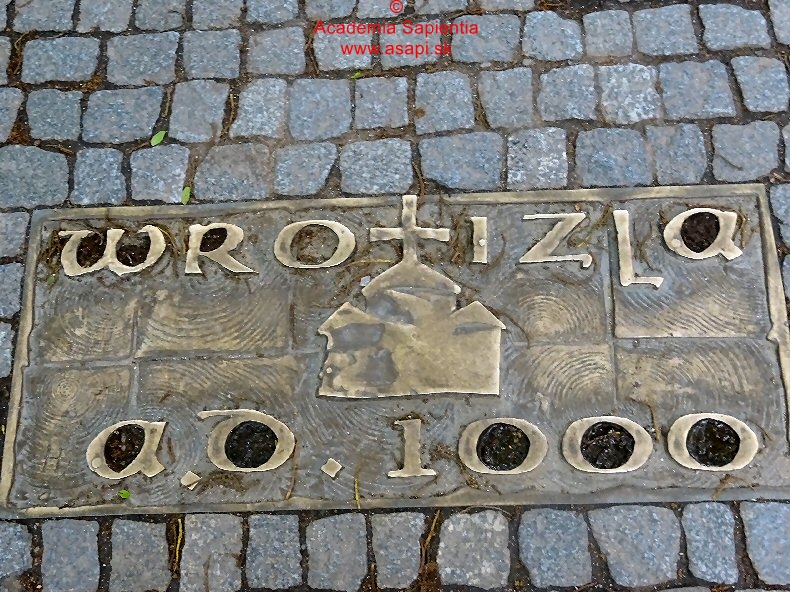 ©
Academia Sapientia
www.asapi.sk
WROTIZLA
A.D. 1000